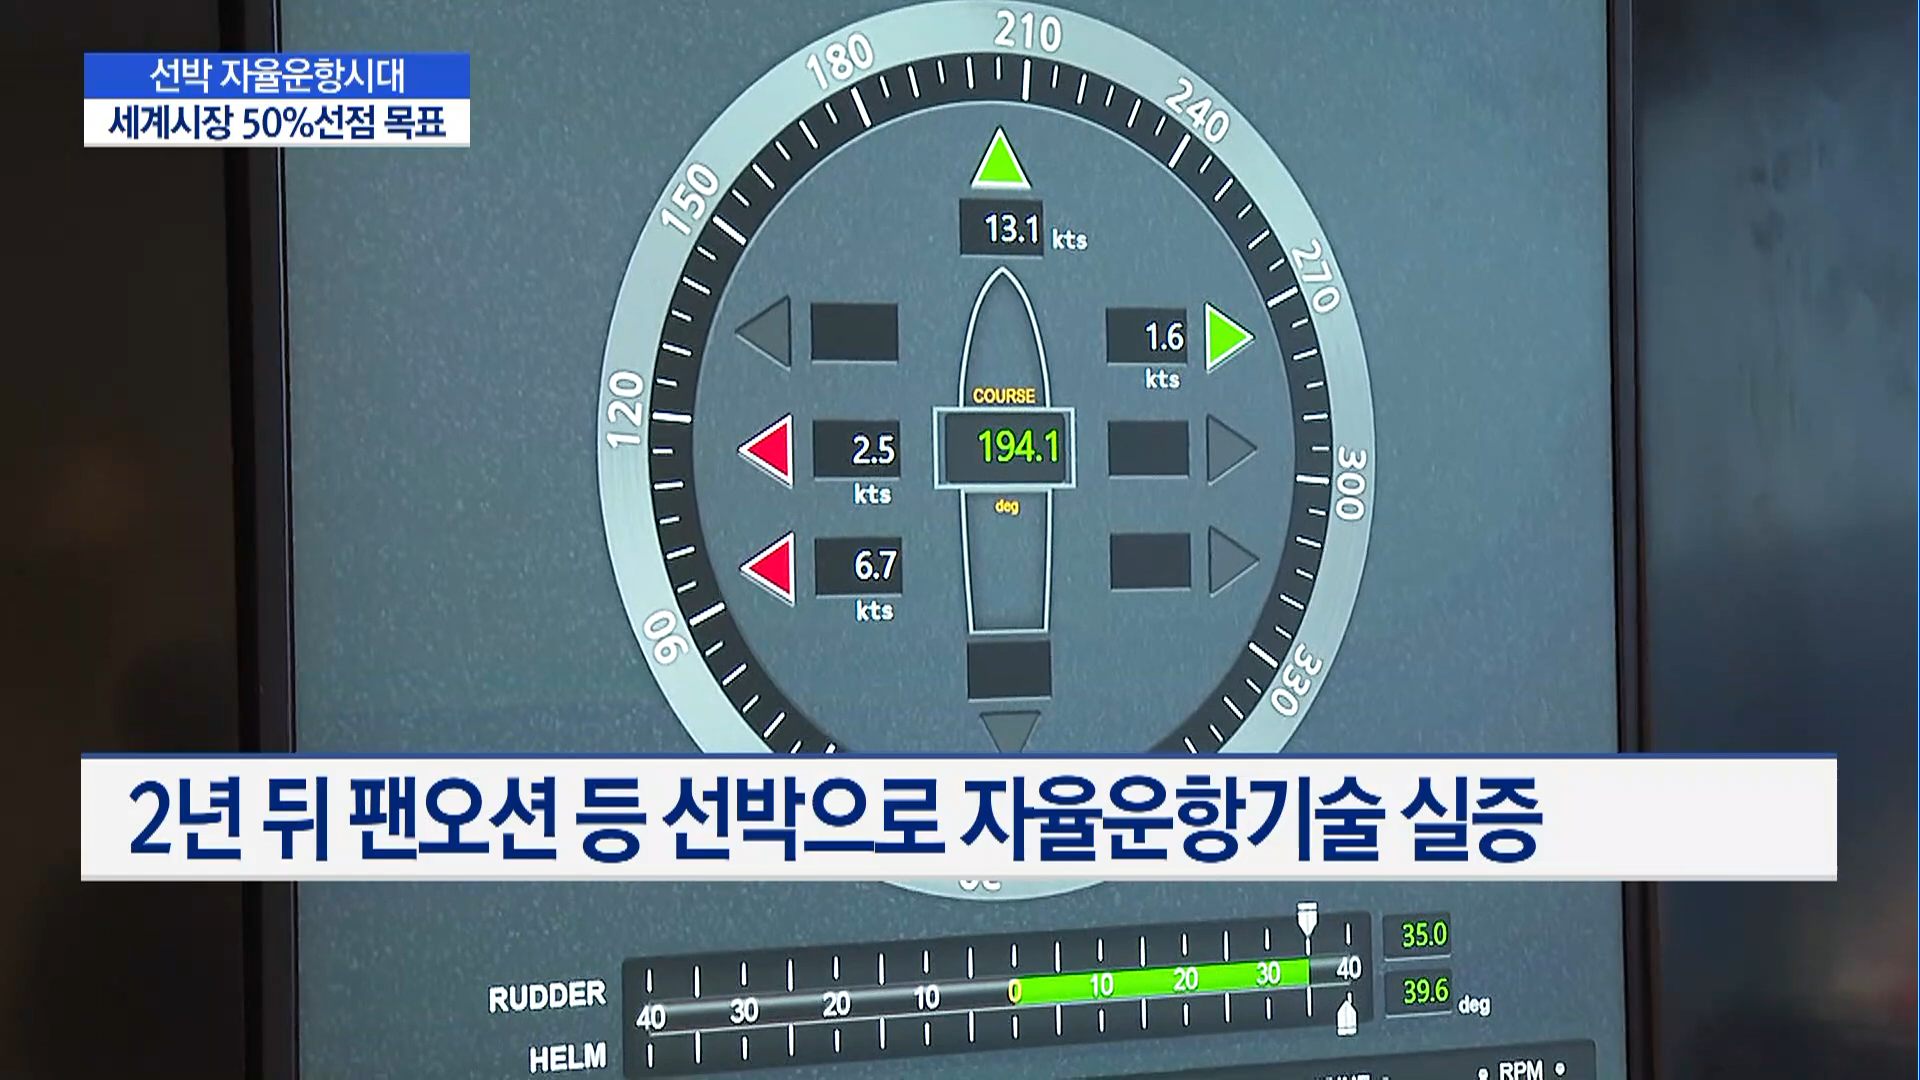 선박 자율운항시대
세계시장 50%선점 목표
180
210
240
150
270
120
300
90
330
13.1 kts
1.6
kts
COURSE
194.1
deg
2.5
kts
6.7
kts
2년 뒤 팬오션 등 선박으로 자율운항기술 실증
RUDDER
40 30 20 10 0 10 20 30 40
35.0
39.6 deg
HELM
RPM